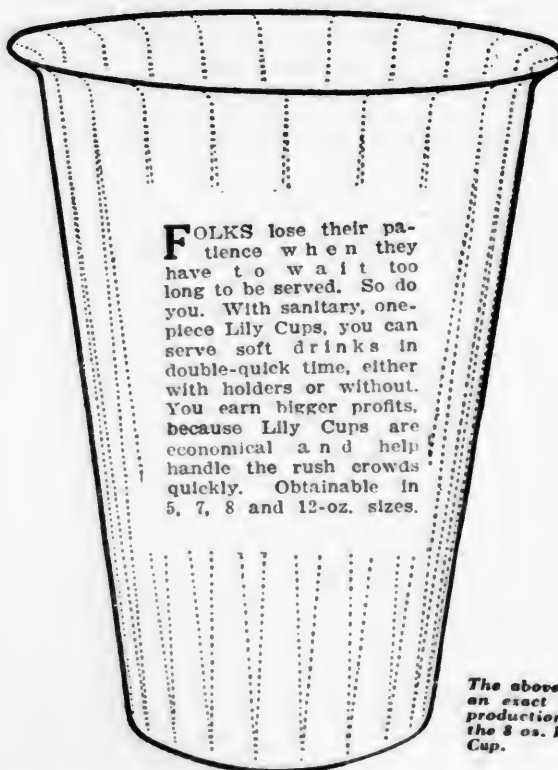 FOLKS lose their pa-
tience when they
have to wait too
long to be served. So do
you. With sanitary, one-
piece Lily Cups, you can
serve soft drinks in
double-quick time, either
with holders or without.
You earn bigger profits,
because Lily Cups are
economical and help
handle the rush crowds
quickly. Obtainable in
5, 7, 8 and 12-oz. sizes.
The above
an exact
production
the 8 oz.
Cup.